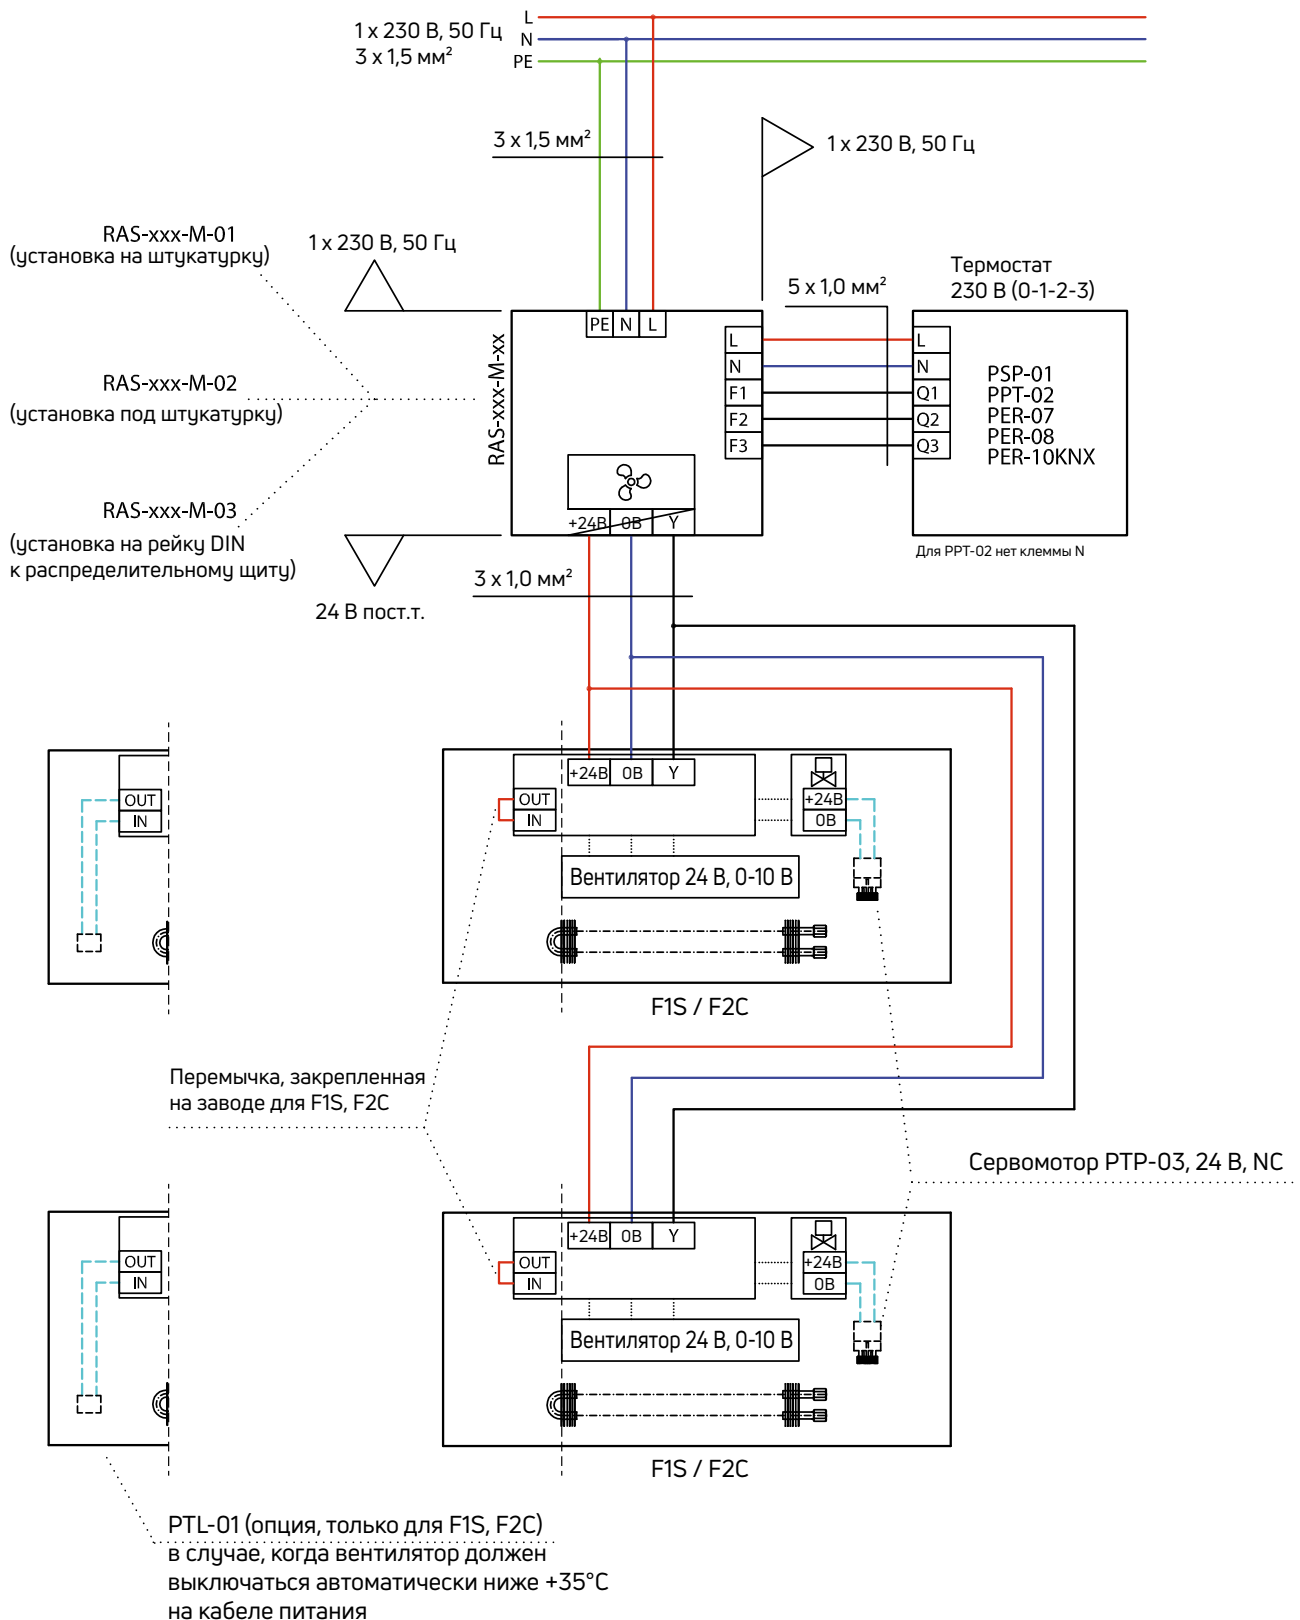 1 x 230 В, 50 Гц
3 x 1,5 мм²
L
N
PE
3 x 1,5 мм²
1 x 230 В, 50 Гц
RAS-xxx-M-01
(установка на штукатурку)
1 x 230 В, 50 Гц
RAS-xxx-M-02
(установка под штукатурку)
RAS-xxx-M-03
(установка на рейку DIN
к распределительному щиту)
24 В пост.т.
RAS-xxx-M-xx
PE N L
L
N
F1
F2
F3
+24В 0В Y
5 x 1,0 мм²
Термостат
230 В (0-1-2-3)
L
N
Q1
Q2
Q3
PSP-01
PPT-02
PER-07
PER-08
PER-10KNX
Для PPT-02 нет клеммы N
3 x 1,0 мм²
OUT
IN
+24В 0В Y
OUT
IN
+24В
0В
Вентилятор 24 В, 0-10 В
F1S / F2C
Перемычка, закрепленная
на заводе для F1S, F2C
Сервомотор PTP-03, 24 В, NC
OUT
IN
+24В 0В Y
OUT
IN
+24В
0В
Вентилятор 24 В, 0-10 В
F1S / F2C
PTL-01 (опция, только для F1S, F2C)
в случае, когда вентилятор должен
выключаться автоматически ниже +35°C
на кабеле питания